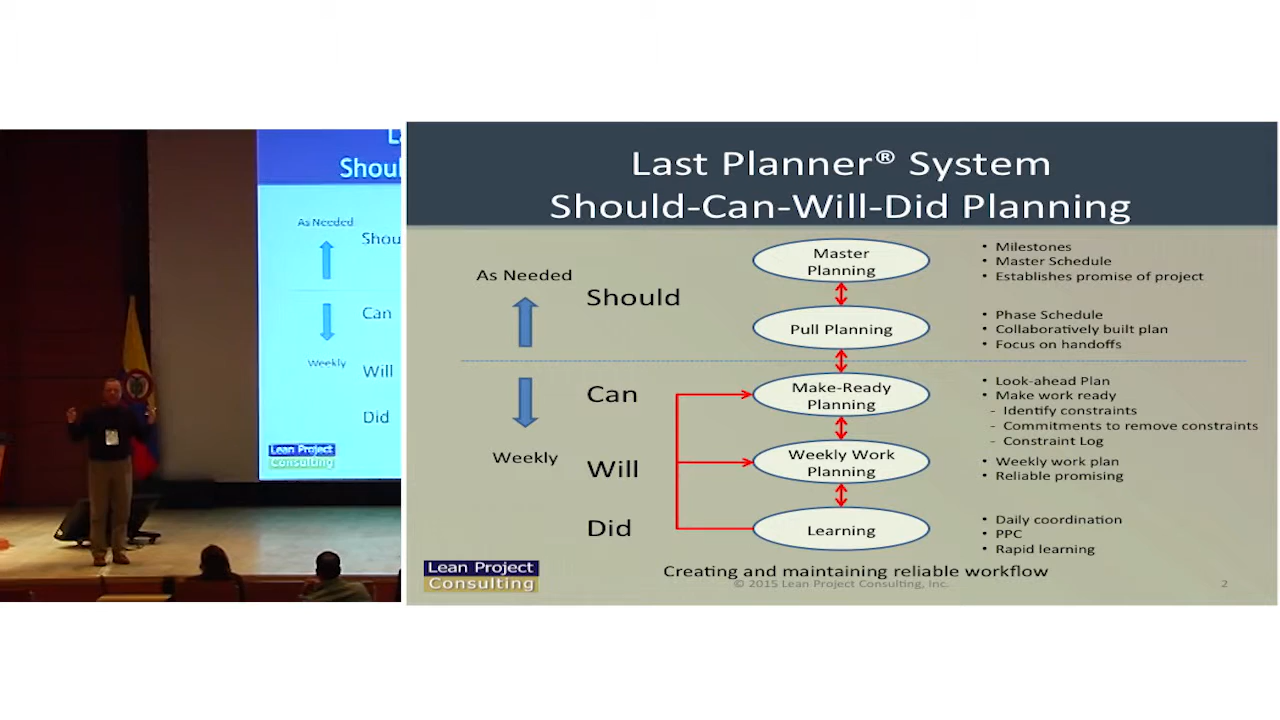 La
Shoul
As Needed
Shou
Can
Weekly
Will
Did
Lean Project
Consulting
Last Planner® System
Should-Can-Will-Did Planning
As Needed
Should
Can
Weekly
Will
Did
Master
Planning
Pull Planning
Make-Ready
Planning
Weekly Work
Planning
Learning
• Milestones
• Master Schedule
• Establishes promise of project
• Phase Schedule
• Collaboratively built plan
• Focus on handoffs
• Look-ahead Plan
• Make work ready
- Identify constraints
- Commitments to remove constraints
- Constraint Log
• Weekly work plan
• Reliable promising
• Daily coordination
• PPC
• Rapid learning
Lean Project
Consulting
Creating and maintaining reliable workflow
© 2015 Lean Project Consulting, Inc.
2